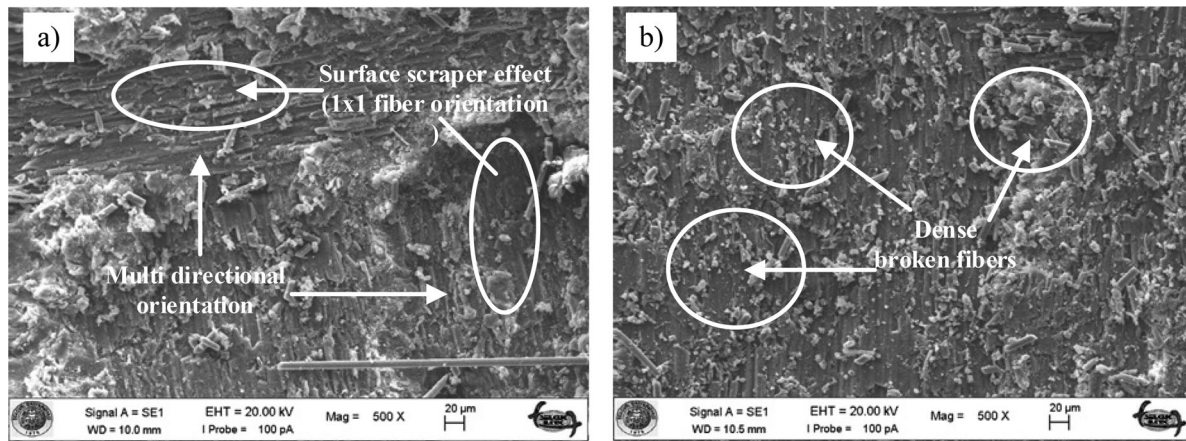 a)
Surface scraper effect
(1x1 fiber orientation
)
Multi directional
orientation
Signal A = SE1
WD = 10.0 mm
EHT = 20.00 kV
I Probe = 100 pA
Mag = 500 X
20 µm
b)
Dense
broken fibers
Signal A = SE1
WD = 10.5 mm
EHT = 20.00 kV
I Probe = 100 pA
Mag = 500 X
20 µm